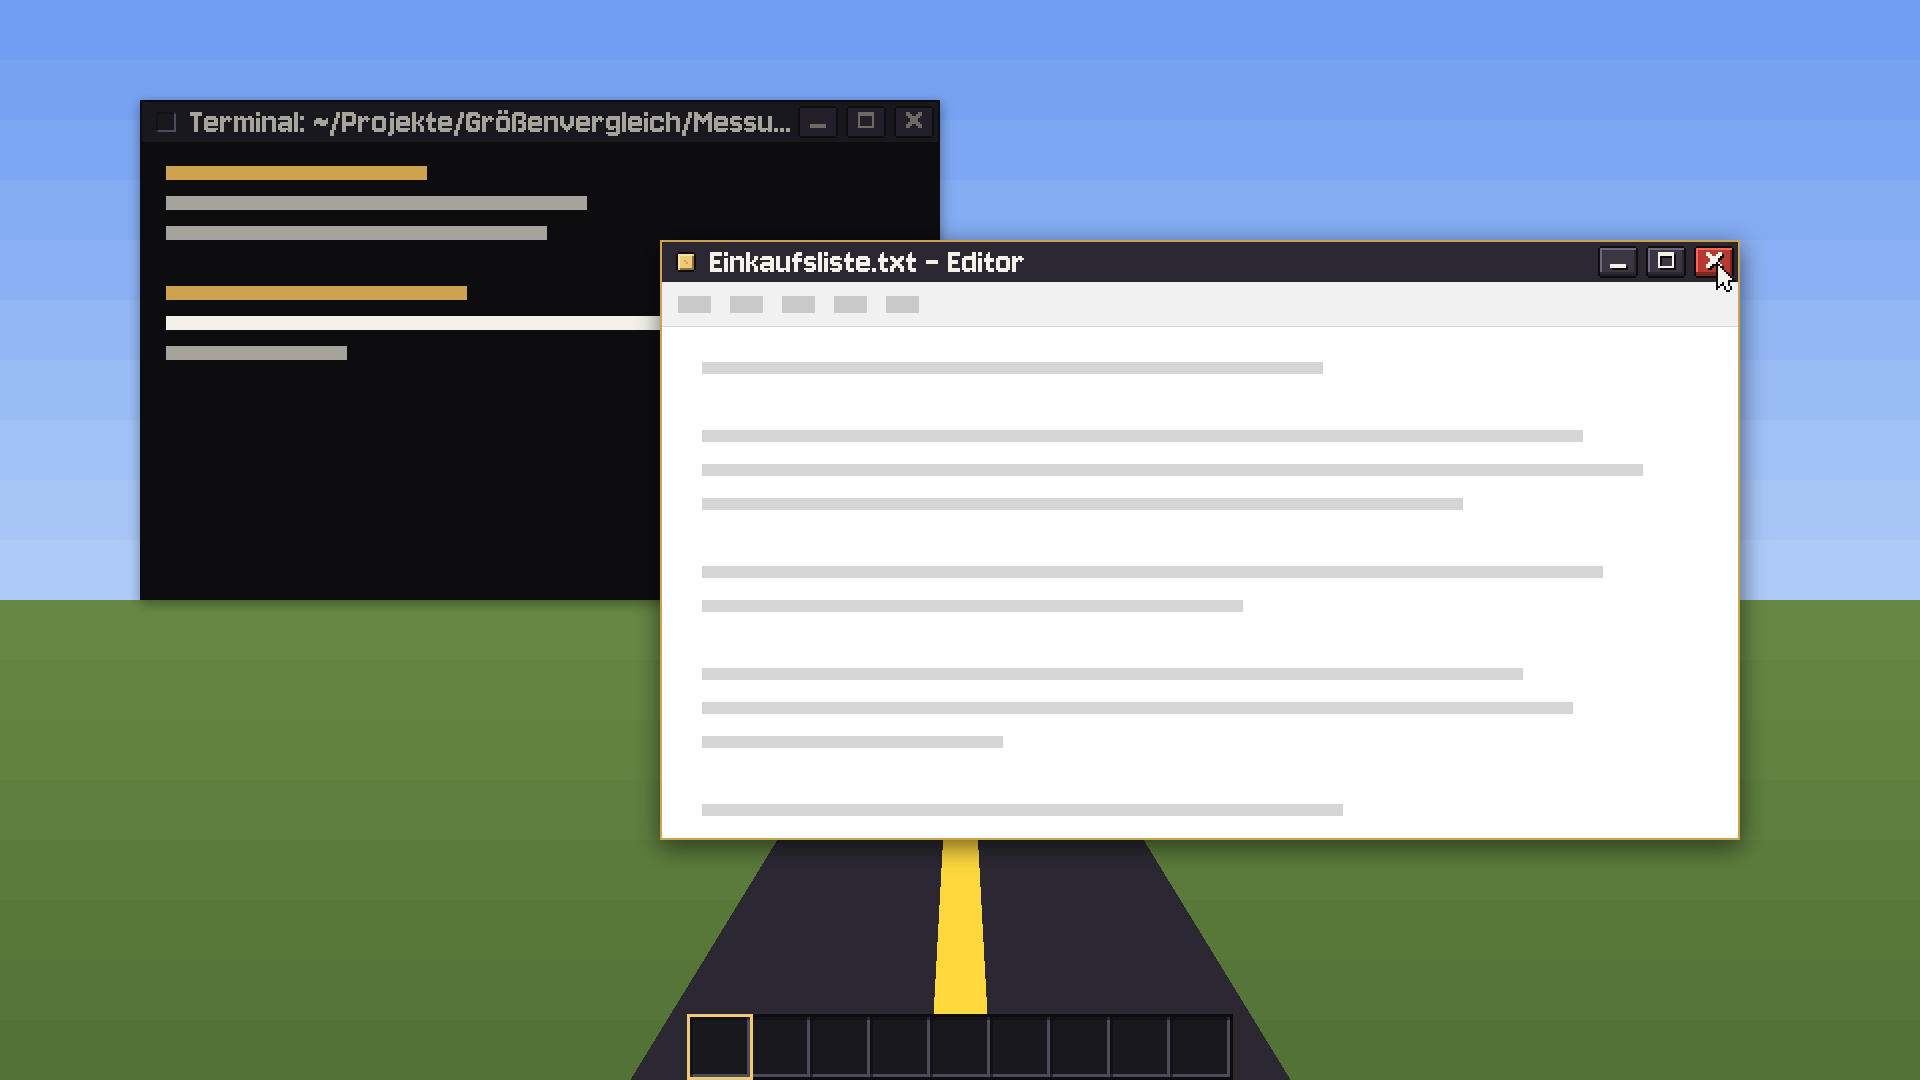 Terminal: ~/Projekte/Größenvergleich/Messu...
Einkaufsliste.txt – Editor